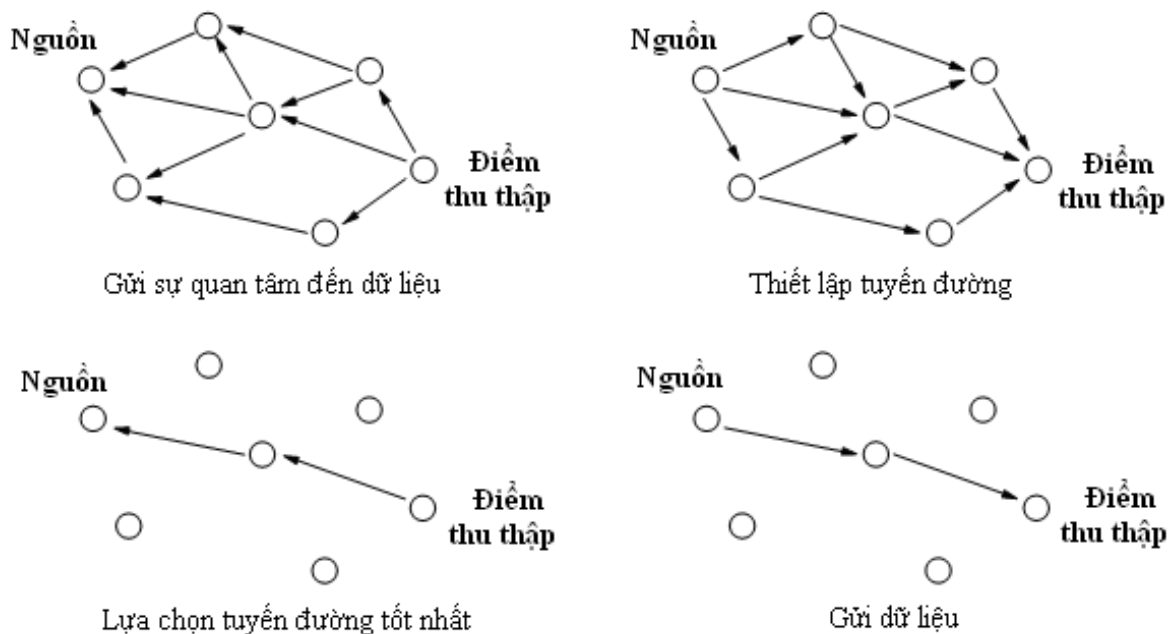 Nguồn
Điểm
thu thập
Gửi sự quan tâm đến dữ liệu
Nguồn
Điểm
thu thập
Thiết lập tuyến đường
Nguồn
Điểm
thu thập
Lựa chọn tuyến đường tốt nhất
Nguồn
Điểm
thu thập
Gửi dữ liệu